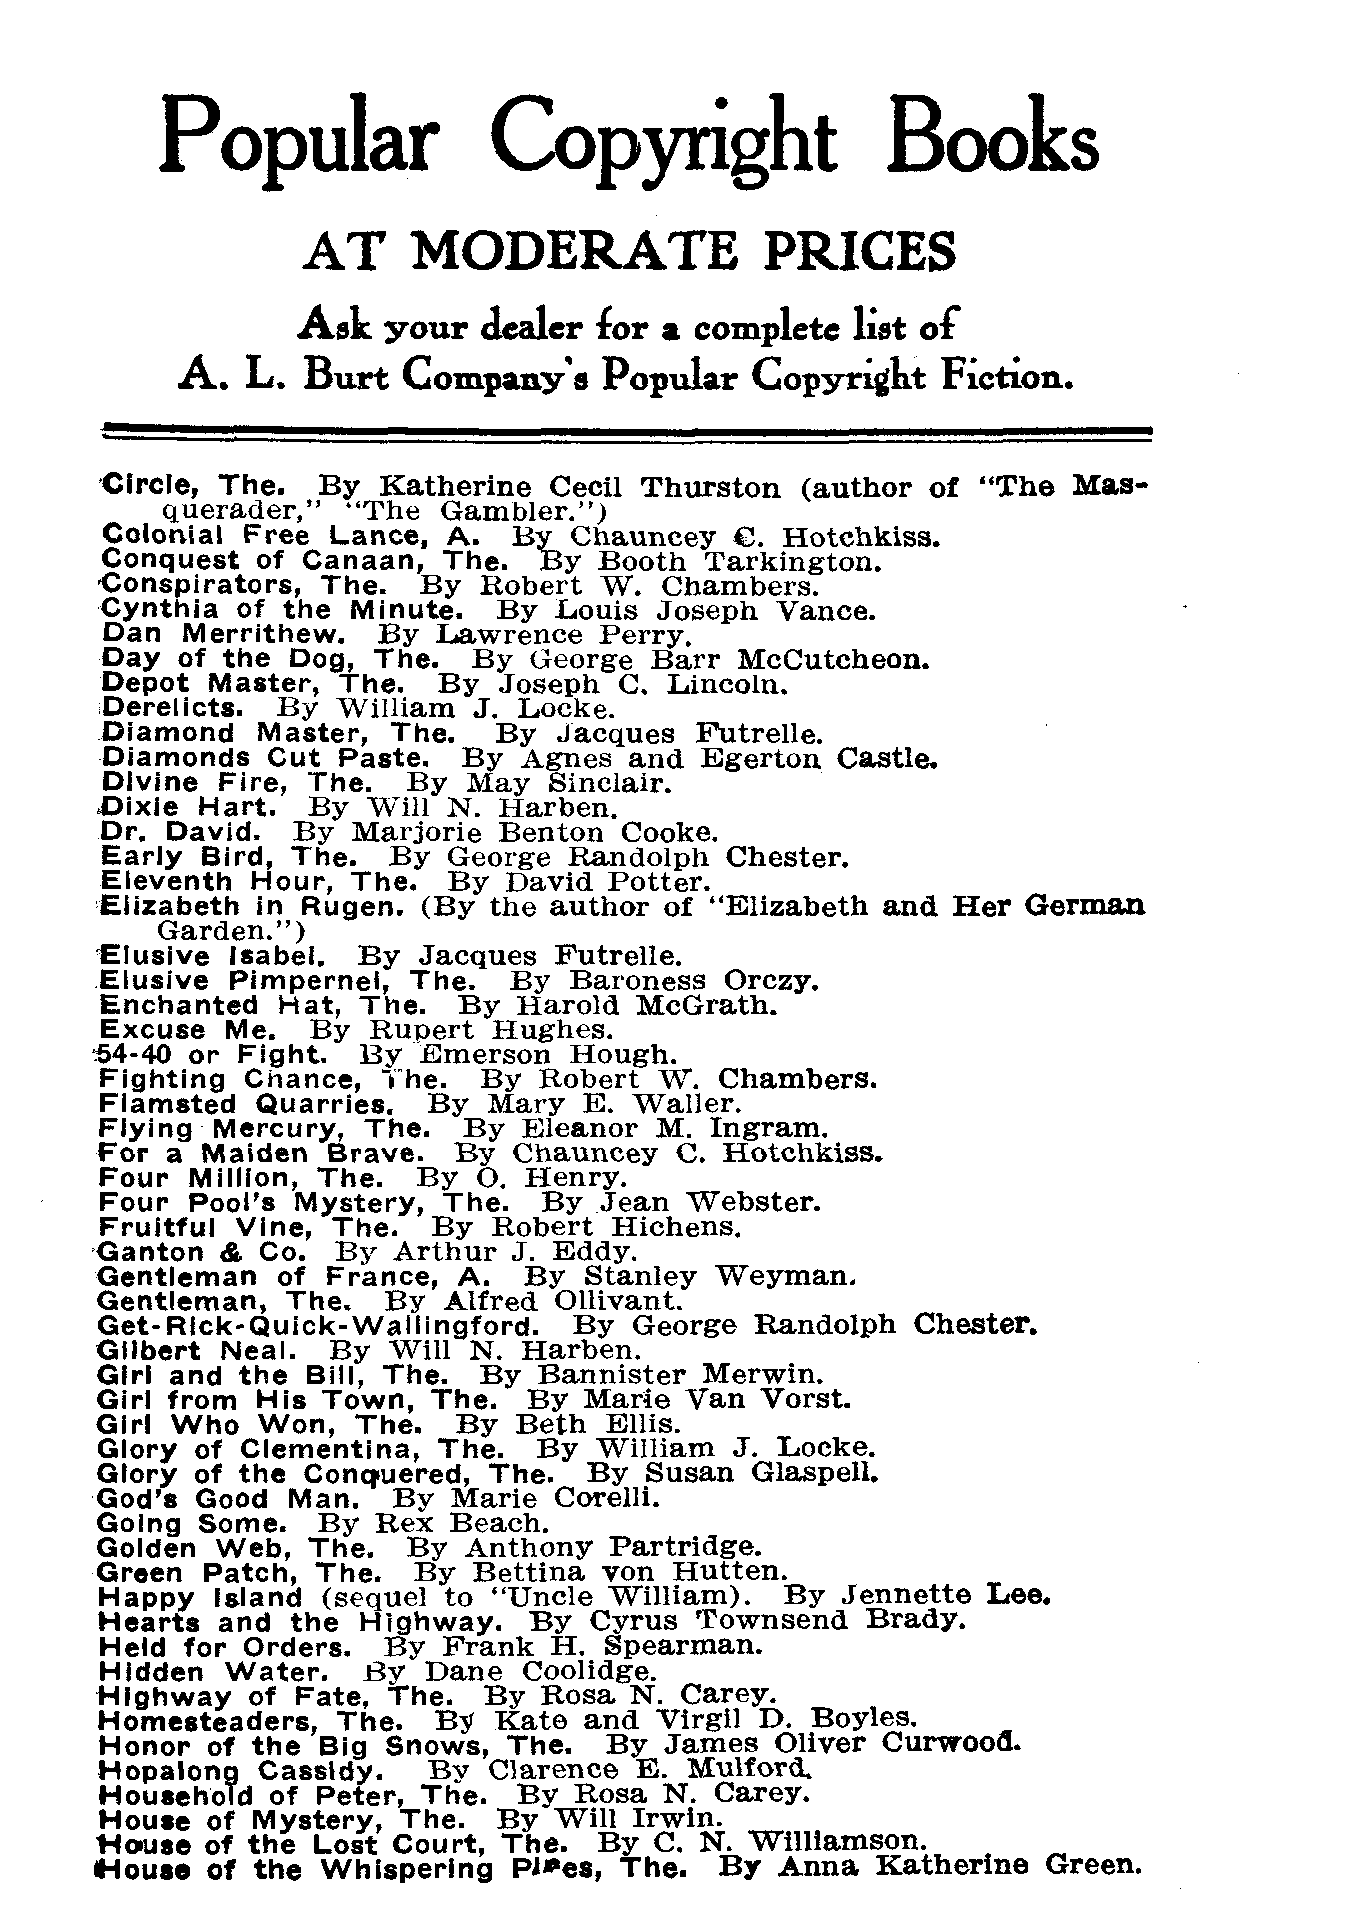 Popular Copyright Books
AT MODERATE PRICES
Ask your dealer for a complete list of
A. L. Burt Company's Popular Copyright Fiction.
Circle, The. By Katherine Cecil Thurston (author of "The Mas-
querader," "The Gambler.")
Colonial Free Lance, A. By Chauncey C. Hotchkiss.
Conquest of Canaan, The. By Booth Tarkington.
Conspirators, The. By Robert W. Chambers.
Cynthia of the Minute. By Louis Joseph Vance.
Dan Merrithew. By Lawrence Perry.
Day of the Dog, The. By George Barr McCutcheon.
Depot Master, The. By Joseph C. Lincoln.
Derelicts. By William J. Locke.
Diamond Master, The. By Jacques Futrelle.
Diamonds Cut Paste. By Agnes and Egerton Castle.
Divine Fire, The. By May Sinclair.
Dixie Hart. By Will N. Harben.
Dr. David. By Marjorie Benton Cooke.
Early Bird, The. By George Randolph Chester.
Eleventh Hour, The. By David Potter.
Elizabeth in Rugen. (By the author of "Elizabeth and Her German
Garden.")
Elusive Isabel. By Jacques Futrelle.
Elusive Pimpernel, The. By Baroness Orczy.
Enchanted Hat, The. By Harold McGrath.
Excuse Me. By Rupert Hughes.
54-40 or Fight. By Emerson Hough.
Fighting Chance, The. By Robert W. Chambers.
Flamsted Quarries. By Mary E. Waller.
Flying Mercury, The. By Eleanor M. Ingram.
For a Maiden Brave. By Chauncey C. Hotchkiss.
Four Million, The. By O. Henry.
Four Pool's Mystery, The. By Jean Webster.
Fruitful Vine, The. By Robert Hichens.
Ganton & Co. By Arthur J. Eddy.
Gentleman of France, A. By Stanley Weyman.
Gentleman, The. By Alfred Ollivant.
Get-Rick-Quick-Wallingford. By George Randolph Chester.
Gilbert Neal. By Will N. Harben.
Girl and the Bill, The. By Bannister Merwin.
Girl from His Town, The. By Marie Van Vorst.
Girl Who Won, The. By Beth Ellis.
Glory of Clementina, The. By William J. Locke.
Glory of the Conquered, The. By Susan Glaspell.
God's Good Man. By Marie Corelli.
Going Some. By Rex Beach.
Golden Web, The. By Anthony Partridge.
Green Patch, The. By Bettina von Hutten.
Happy Island (sequel to "Uncle William). By Jennette Lee.
Hearts and the Highway. By Cyrus Townsend Brady.
Held for Orders. By Frank H. Spearman.
Hidden Water. By Dane Coolidge.
Highway of Fate, The. By Rosa N. Carey.
Homesteaders, The. By Kate and Virgil D. Boyles.
Honor of the Big Snows, The. By James Oliver Curwood.
Hopalong Cassidy. By Clarence E. Mulford.
Household of Peter, The. By Rosa N. Carey.
House of Mystery, The. By Will Irwin.
House of the Lost Court, The. By C. N. Williamson.
House of the Whispering Pines, The. By Anna Katherine Green.